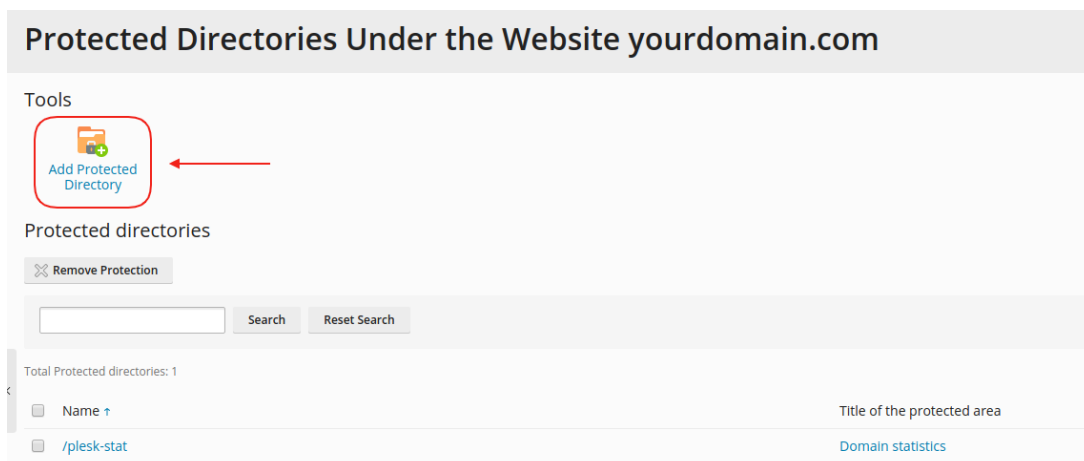 Protected Directories Under the Website yourdomain.com
Tools
Add Protected
Directory
Protected directories
Remove Protection
Search Reset Search
Total Protected directories: 1
Name ↑ Title of the protected area
/plesk-stat Domain statistics